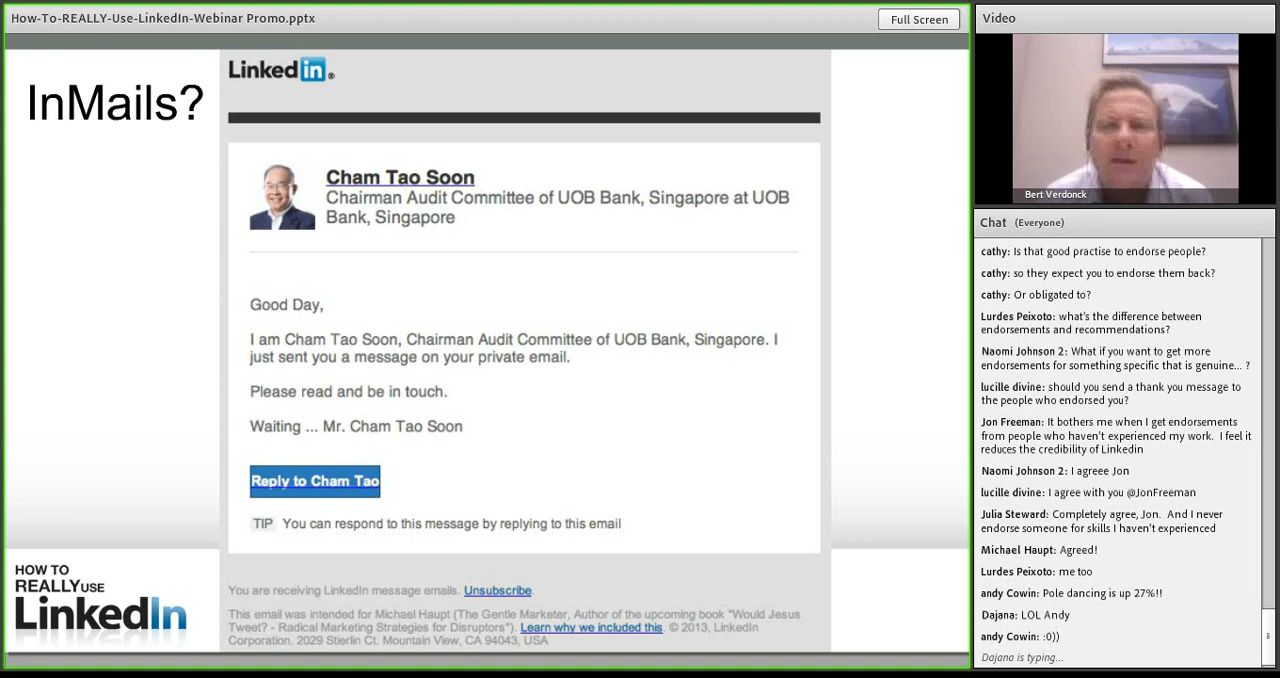 How-To-REALLY-Use-LinkedIn-Webinar Promo.pptx
Full Screen
InMails?
Linked in®
Cham Tao Soon
Chairman Audit Committee of UOB Bank, Singapore at UOB
Bank, Singapore
Good Day,
I am Cham Tao Soon, Chairman Audit Committee of UOB Bank, Singapore. I
just sent you a message on your private email.
Please read and be in touch.
Waiting ... Mr. Cham Tao Soon
Reply to Cham Tao
TIP You can respond to this message by replying to this email
You are receiving LinkedIn message emails. Unsubscribe.
This email was intended for Michael Haupt (The Gentle Marketer, Author of the upcoming book "Would Jesus
Tweet? - Radical Marketing Strategies for Disruptors"). Learn why we included this. © 2013, LinkedIn
Corporation. 2029 Stierlin Ct. Mountain View, CA 94043, USA
HOW TO
REALLY USE
LinkedIn
Video
Bert Verdonck
Chat (Everyone)
cathy: Is that good practise to endorse people?
cathy: so they expect you to endorse them back?
cathy: Or obligated to?
Lurdes Peixoto: what's the difference between
endorsements and recommendations?
Naomi Johnson 2: What if you want to get more
endorsements for something specific that is genuine... ?
lucille divine: should you send a thank you message to
the people who endorsed you?
Jon Freeman: It bothers me when I get endorsements
from people who haven't experienced my work. I feel it
reduces the credibility of Linkedin
Naomi Johnson 2: I agreee Jon
lucille divine: I agree with you @JonFreeman
Julia Steward: Completely agree, Jon. And I never
endorse someone for skills I haven't experienced
Michael Haupt: Agreed!
Lurdes Peixoto: me too
andy Cowin: Pole dancing is up 27%!!
Dajana: LOL Andy
andy Cowin: :0))
Dajana is typing...